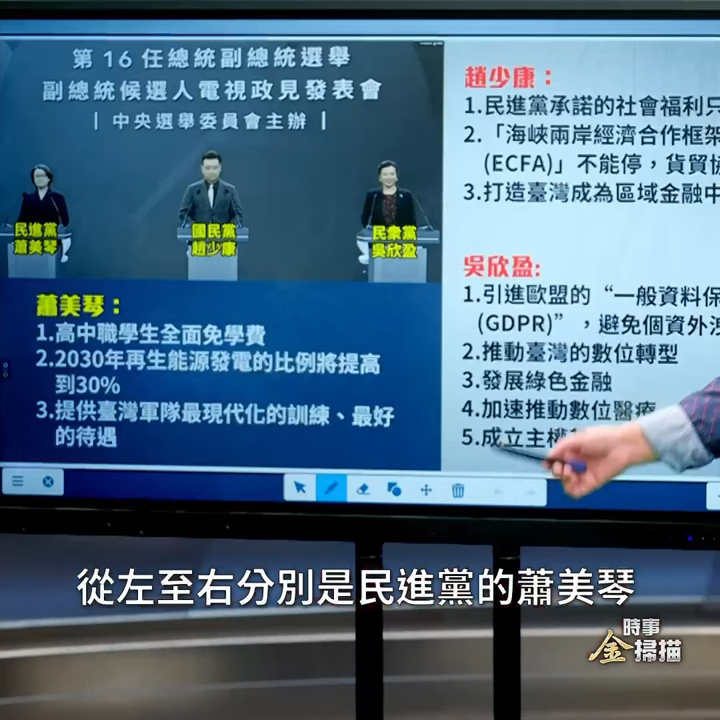 第 16 任總統副總統選舉
副總統候選人電視政見發表會
| 中央選舉委員會主辦 |
民進黨
蕭美琴
國民黨
趙少康
民衆黨
吳欣盈
蕭美琴：
1.高中職學生全面免學費
2.2030年再生能源發電的比例將提高
到30%
3.提供臺灣軍隊最現代化的訓練、最好
的待遇
趙少康：
1.民進黨承諾的社會福利只
2.「海峽兩岸經濟合作框架
(ECFA)」不能停，貨貿協
3.打造臺灣成為區域金融中
吳欣盈:
1.引進歐盟的“一般資料保
(GDPR)”，避免個資外洩
2.推動臺灣的數位轉型
3.發展綠色金融
4.加速推動數位醫療
5.成立主權
從左至右分別是民進黨的蕭美琴
時事
金掃描